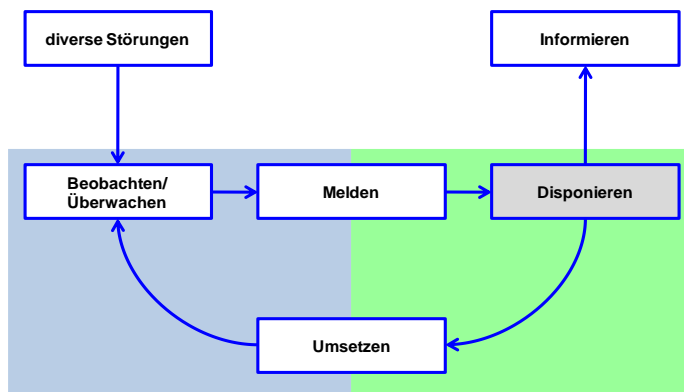 diverse Störungen
Informieren
Beobachten/
Überwachen
Melden
Disponieren
Umsetzen